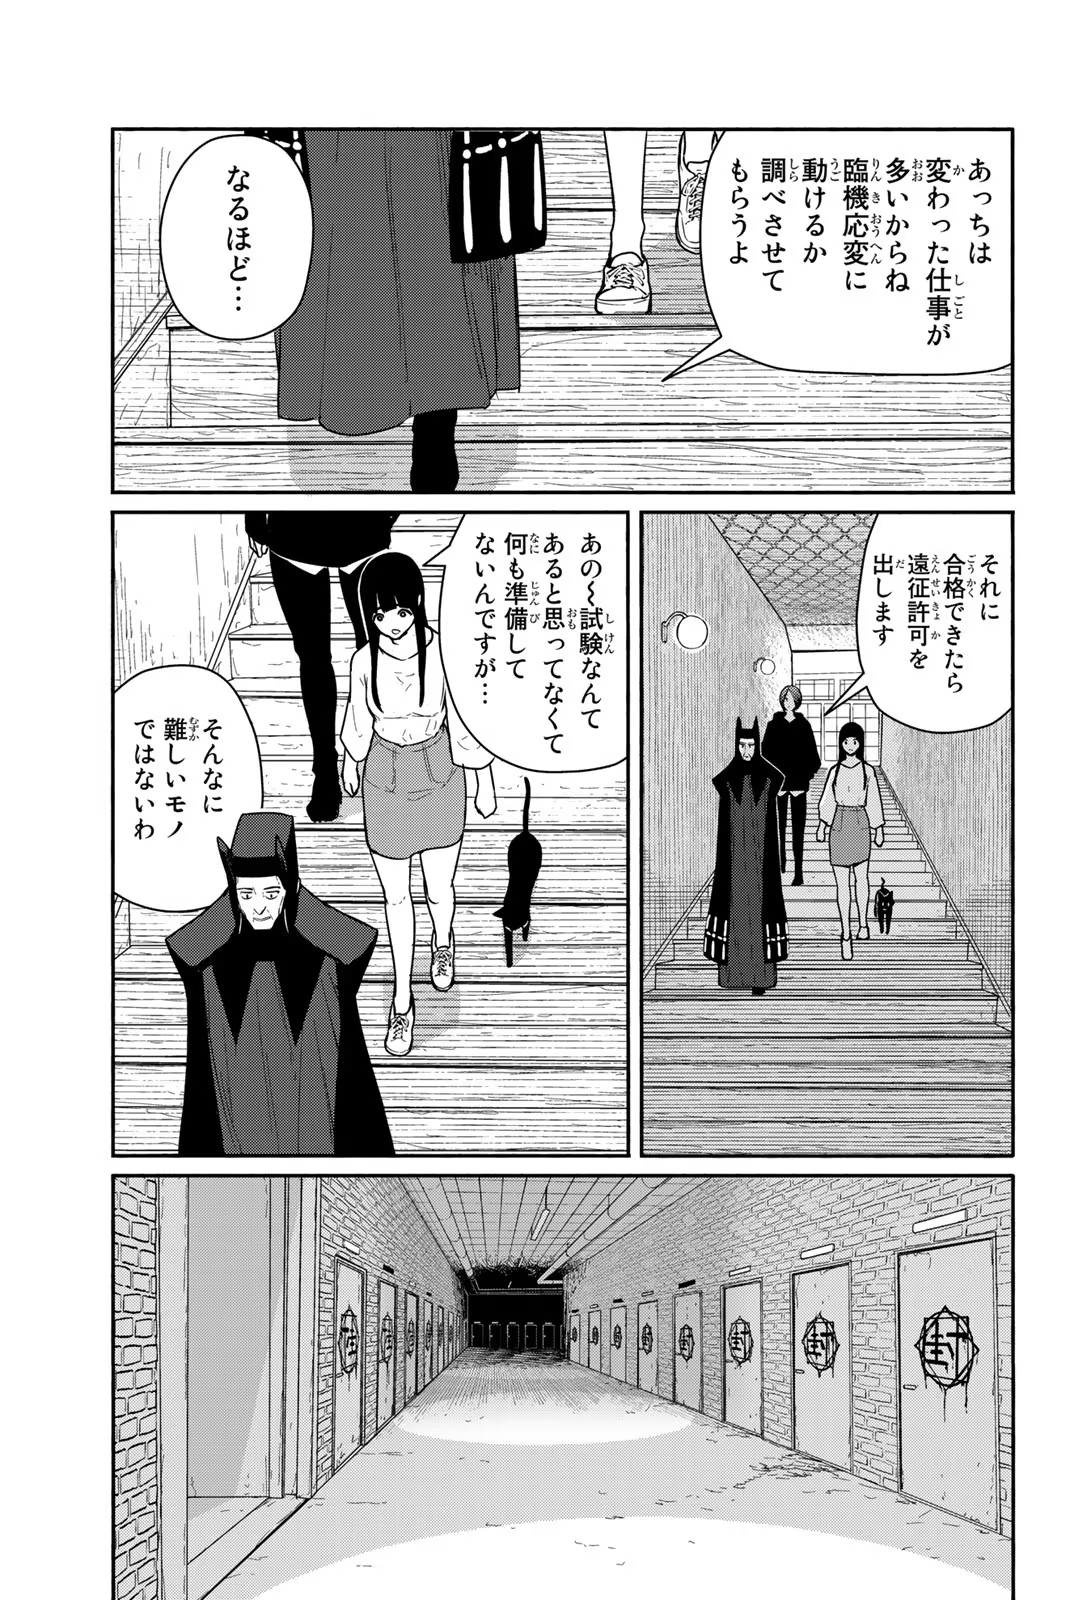 あっちは
変わった仕事が
多いからね
臨機応変に
動けるか
調べさせて
もらうよ
なるほど…
それに
合格できたら
遠征許可を
出します
あの〜試験なんて
あると思ってなくて
何も準備して
ないんですが…
そんなに
難しいモノ
ではないわ
封
封
封